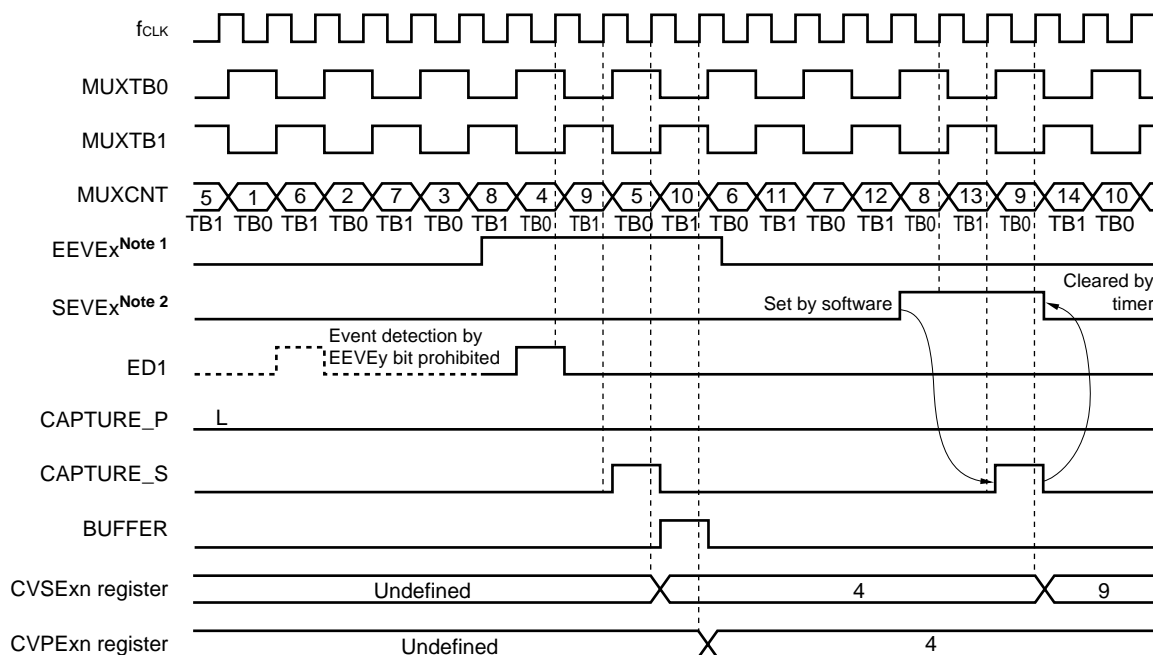 fCLK
MUXTB0
MUXTB1
MUXCNT 5 1 6 2 7 3 8 4 9 5 10 6 11 7 12 8 13 9 14 10
TB1 TB0 TB1 TB0 TB1 TB0 TB1 TB0 TB1 TB0 TB1 TB0 TB1 TB0 TB1 TB0 TB1 TB0 TB1 TB0
EEVExNote 1
SEVExNote 2
Set by software
Cleared by
timer
ED1
Event detection by
EEVEy bit prohibited
CAPTURE_P
L
CAPTURE_S
BUFFER
CVSExn register Undefined 4 9
CVPExn register Undefined 4